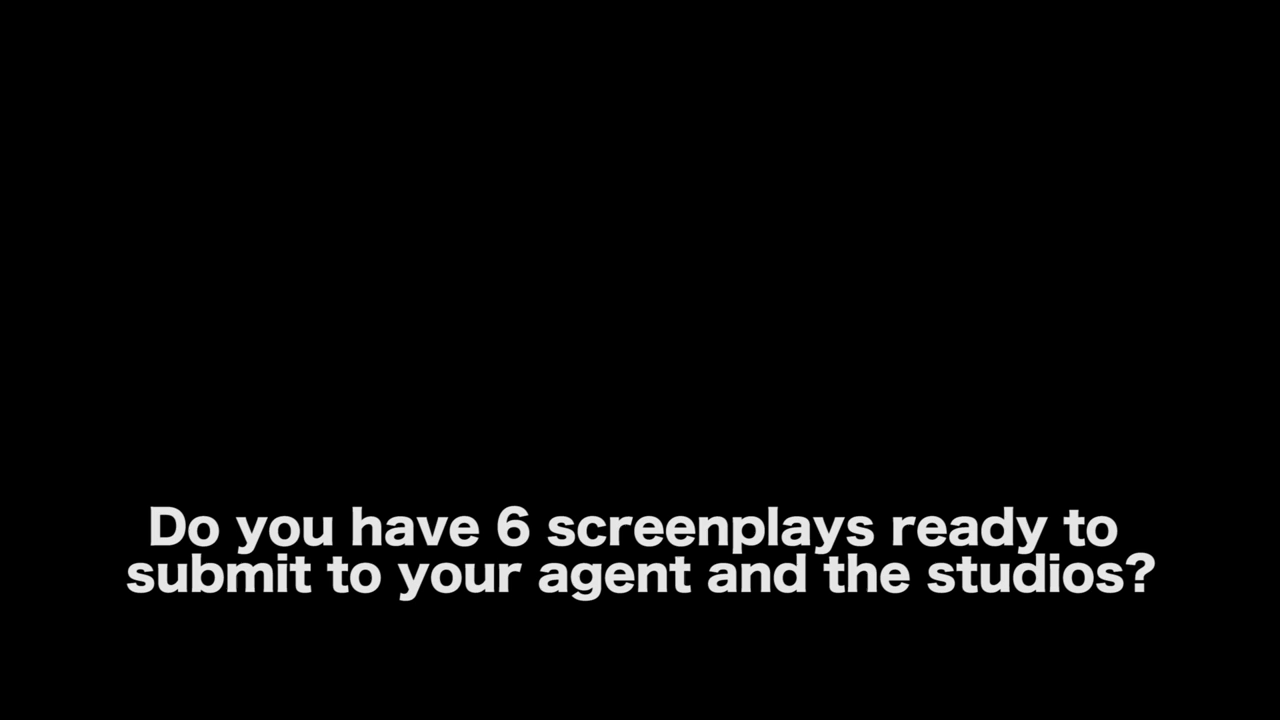 Do you have 6 screenplays ready to
submit to your agent and the studios?